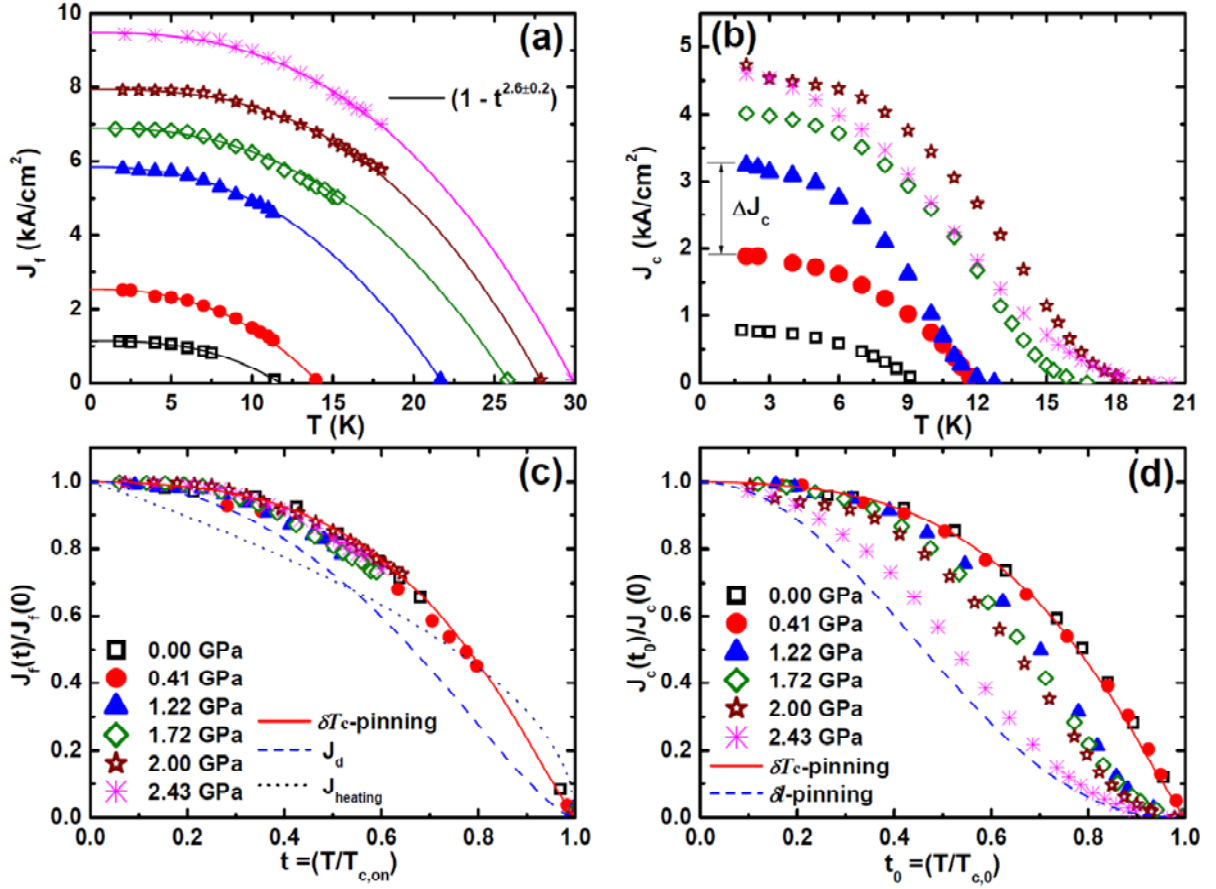 (a)
J_f (kA/cm²)
10
8
6
4
2
0
(1 - t^2.6±0.2)
0 5 10 15 20 25 30
T (K)
(b)
J_c (kA/cm²)
5
4
3
2
1
0
ΔJ_c
3 6 9 12 15 18 21
T (K)
(c)
J_f(t)/J_f(0)
1.0
0.8
0.6
0.4
0.2
0.0
0.00 GPa
0.41 GPa
1.22 GPa
1.72 GPa
2.00 GPa
2.43 GPa
δTc-pinning
J_d
J_heating
0.0 0.2 0.4 0.6 0.8 1.0
t =(T/T_c,on)
(d)
J_c(t_0)/J_c(0)
1.0
0.8
0.6
0.4
0.2
0.0
0.00 GPa
0.41 GPa
1.22 GPa
1.72 GPa
2.00 GPa
2.43 GPa
δTc-pinning
δl-pinning
0.0 0.2 0.4 0.6 0.8 1.0
t_0 =(T/T_c,0)